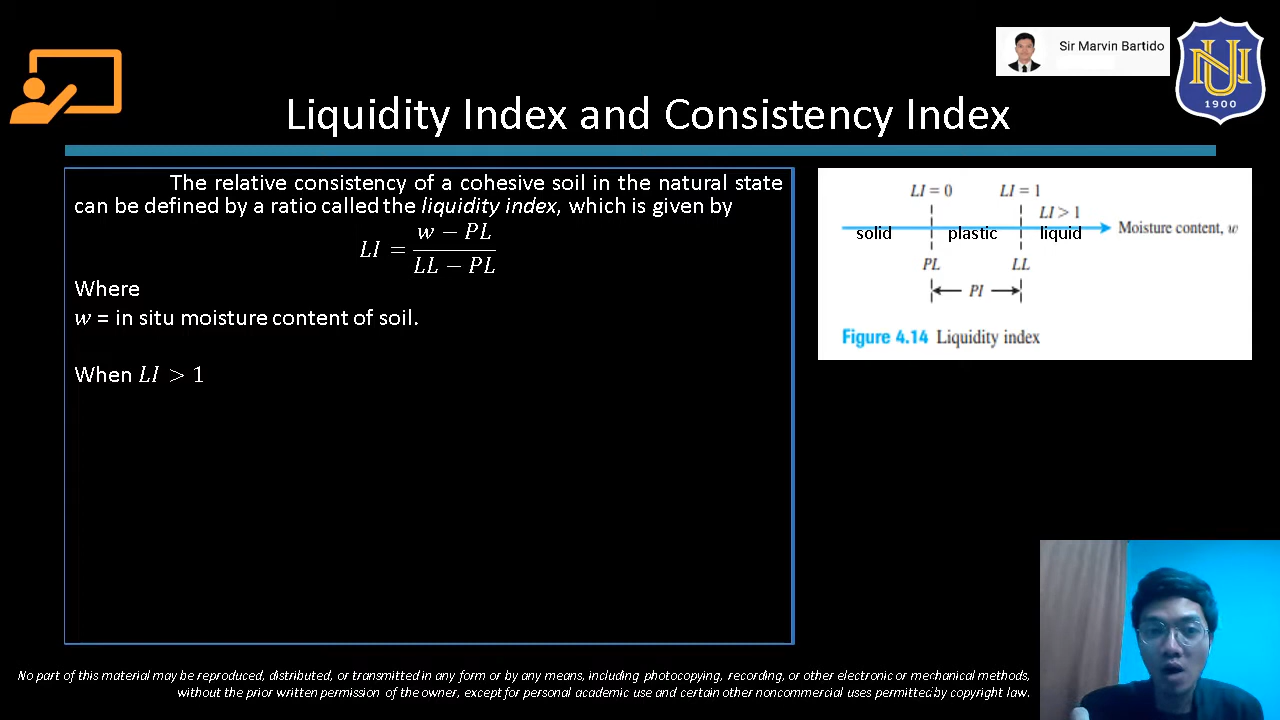 Sir Marvin Bartido
NU
1900
Liquidity Index and Consistency Index
The relative consistency of a cohesive soil in the natural state
can be defined by a ratio called the liquidity index, which is given by
LI = (w − PL) / (LL − PL)
Where
w = in situ moisture content of soil.
When LI > 1
LI = 0 LI = 1
LI > 1
solid plastic liquid Moisture content, w
PL LL
PI
Figure 4.14 Liquidity index
No part of this material may be reproduced, distributed, or transmitted in any form or by any means, including photocopying, recording, or other electronic or mechanical methods,
without the prior written permission of the owner, except for personal academic use and certain other noncommercial uses permitted by copyright law.